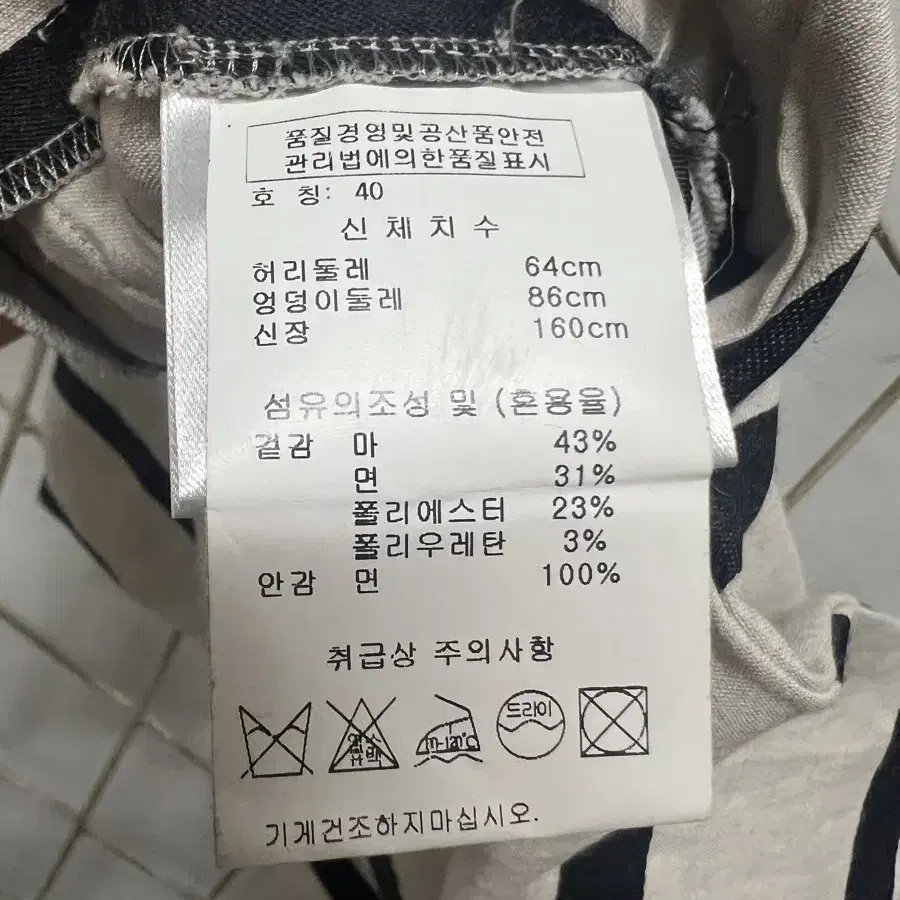 품질경영및공산품안전
관리법에의한품질표시
호 칭: 40
신 체 치 수
허리둘레 64cm
엉덩이둘레 86cm
신장 160cm
섬유의조성 및 (혼용율)
겉감 마 43%
면 31%
폴리에스터 23%
폴리우레탄 3%
안감 면 100%
취급상 주의사항
드라이
기계건조하지마십시오.